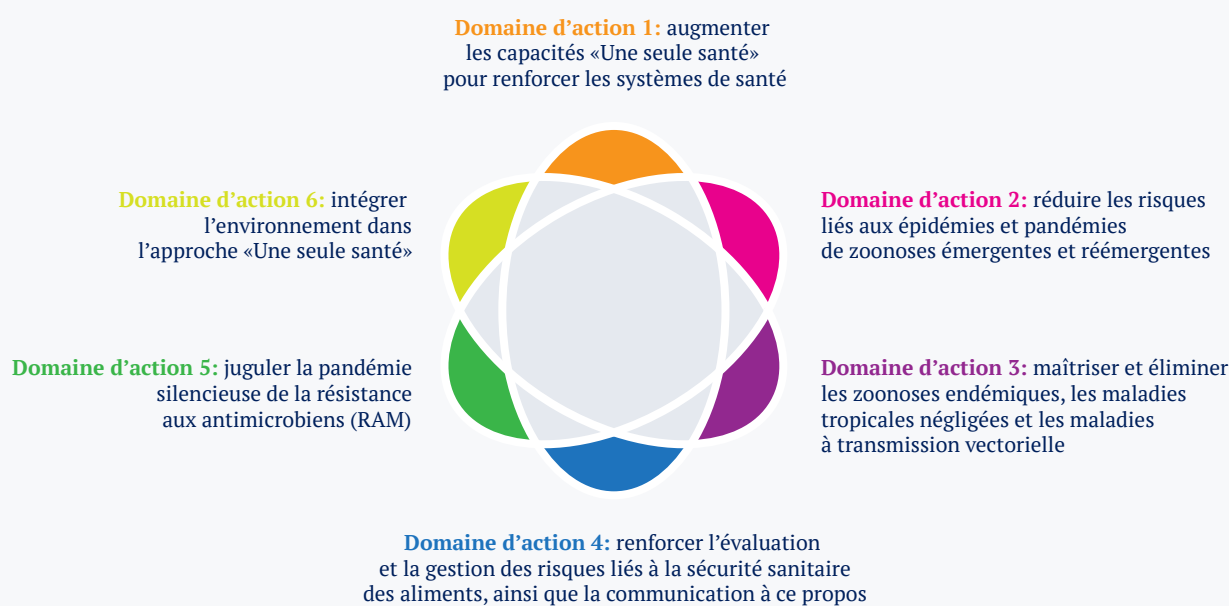 Domaine d’action 1: augmenter
les capacités «Une seule santé»
pour renforcer les systèmes de santé
Domaine d’action 2: réduire les risques
liés aux épidémies et pandémies
de zoonoses émergentes et réémergentes
Domaine d’action 3: maîtriser et éliminer
les zoonoses endémiques, les maladies
tropicales négligées et les maladies
à transmission vectorielle
Domaine d’action 4: renforcer l’évaluation
et la gestion des risques liés à la sécurité sanitaire
des aliments, ainsi que la communication à ce propos
Domaine d’action 5: juguler la pandémie
silencieuse de la résistance
aux antimicrobiens (RAM)
Domaine d’action 6: intégrer
l’environnement dans
l’approche «Une seule santé»